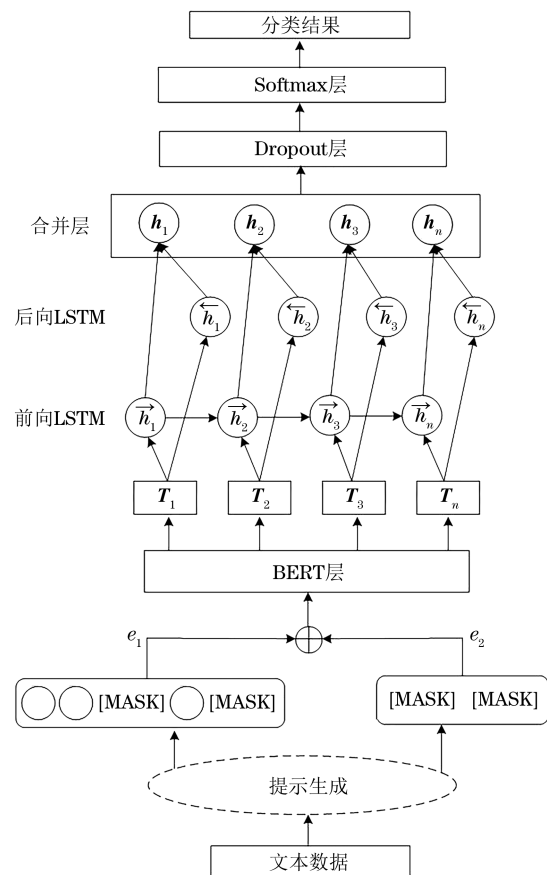 分类结果
Softmax层
Dropout层
合并层 h₁ h₂ h₃ hₙ
后向LSTM ←h₁ ←h₂ ←h₃ ←hₙ
前向LSTM →h₁ →h₂ →h₃ →hₙ
T₁ T₂ T₃ Tₙ
BERT层
e₁ e₂
[MASK] [MASK] [MASK] [MASK]
提示生成
文本数据